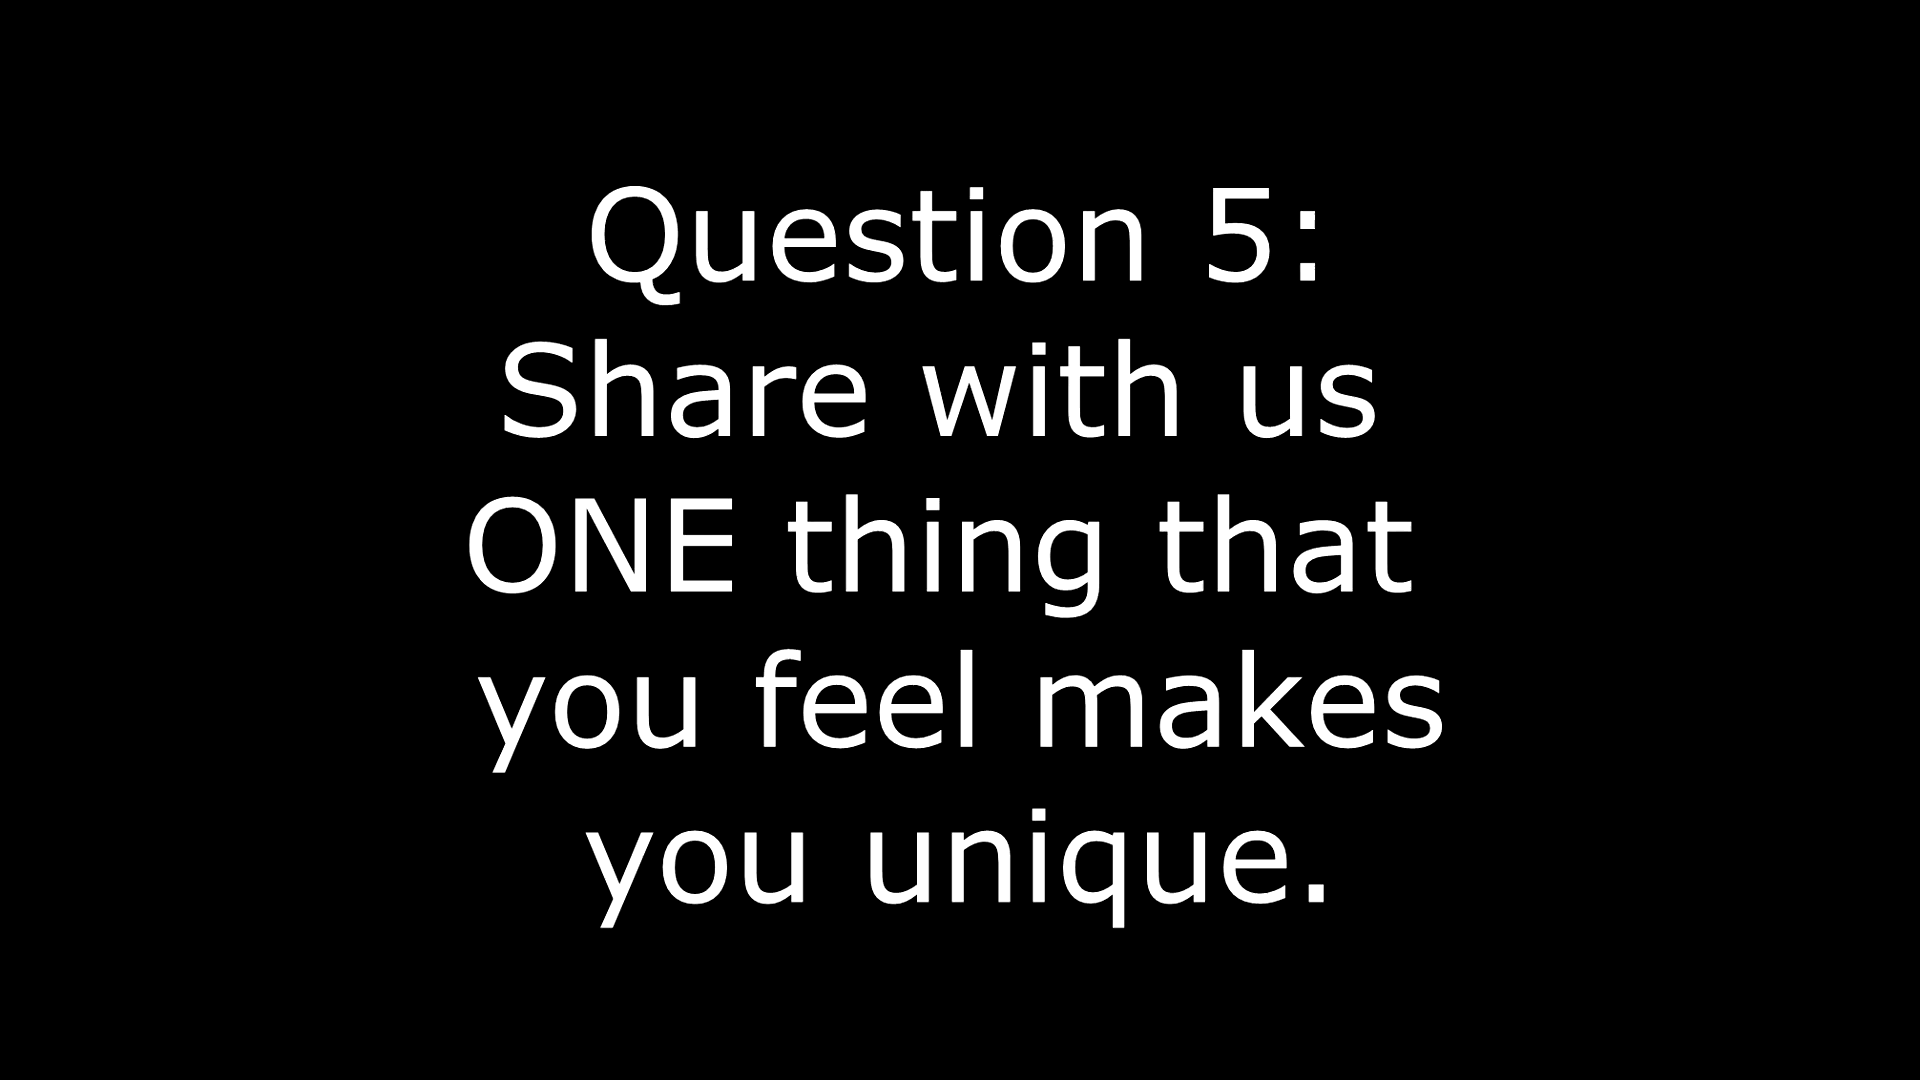 Question 5:
Share with us
ONE thing that
you feel makes
you unique.